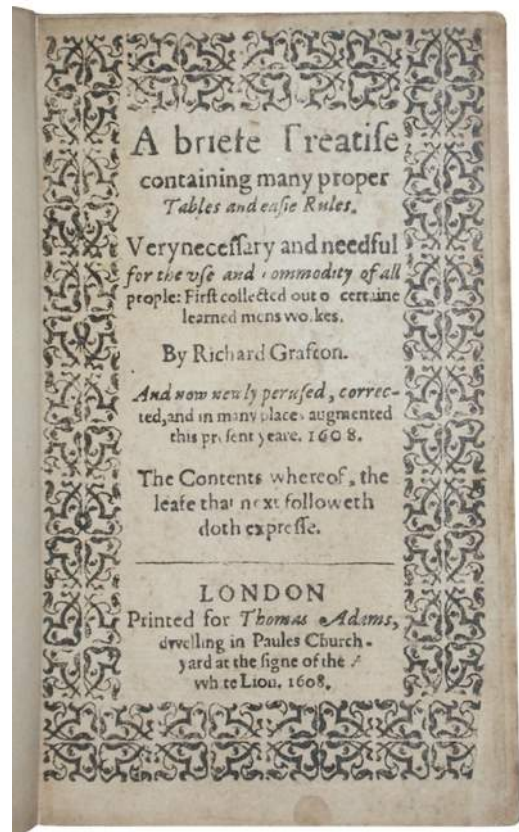 A briefe Treatiſe
containing many proper
Tables and eaſie Rules.
Very neceſſary and needful
for the vſe and commodity of all
people: First collected out o certaine
learned mens workes.
By Richard Grafton.
And now newly peruſed, correc-
ted, and in many places augmented
this preſent yeare. 1608.
The Contents whereof, the
leafe that next followeth
doth expreſſe.
LONDON
Printed for Thomas Adams,
dwelling in Paules Church-
yard at the ſigne of the
white Lion. 1608.